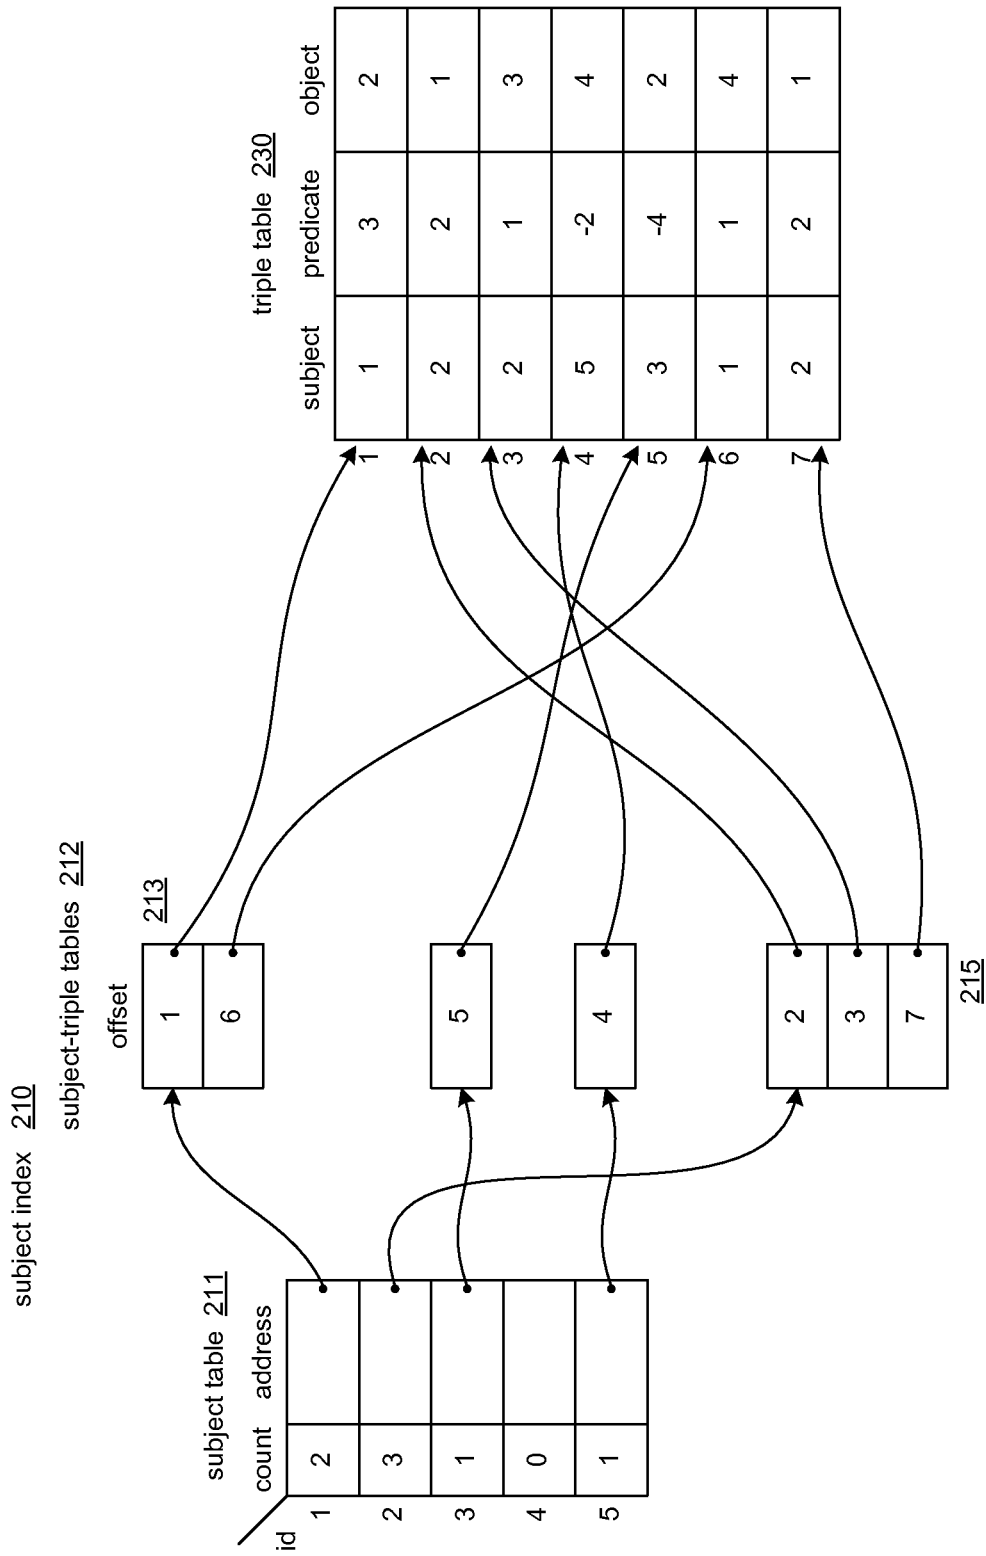 subject index 210
subject-triple tables 212
subject table 211
id count address
1 2
2 3
3 1
4 0
5 1
offset
213
1
6
5
4
2
3
7
215
triple table 230
subject predicate object
1 1 3 2
2 2 2 1
3 2 1 3
4 5 -2 4
5 3 -4 2
6 1 1 4
7 2 2 1